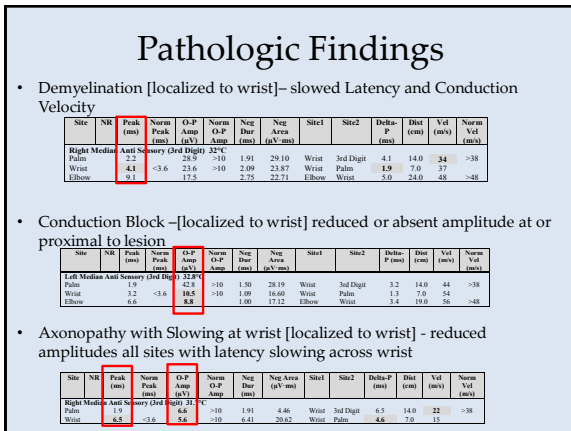 Pathologic Findings
• Demyelination [localized to wrist]– slowed Latency and Conduction
Velocity
Site NR Peak (ms) Norm Peak (ms) O-P Amp (µV) Norm O-P Amp Neg Dur (ms) Neg Area (µV·ms) Site1 Site2 Delta-P (ms) Dist (cm) Vel (m/s) Norm Vel (m/s)
Right Median Anti Sensory (3rd Digit) 32°C
Palm 2.2 28.9 >10 1.91 29.10 Wrist 3rd Digit 4.1 14.0 34 >38
Wrist 4.1 <3.6 23.6 >10 2.09 23.87 Wrist Palm 1.9 7.0 37
Elbow 9.1 17.5 2.75 22.71 Elbow Wrist 5.0 24.0 48 >48
• Conduction Block –[localized to wrist] reduced or absent amplitude at or
proximal to lesion
Site NR Peak (ms) Norm Peak (ms) O-P Amp (µV) Norm O-P Amp Neg Dur (ms) Neg Area (µV·ms) Site1 Site2 Delta-P (ms) Dist (cm) Vel (m/s) Norm Vel (m/s)
Left Median Anti Sensory (3rd Digit) 32.8°C
Palm 1.9 42.8 >10 1.50 28.19 Wrist 3rd Digit 3.2 14.0 44 >38
Wrist 3.2 <3.6 10.5 >10 1.09 16.60 Wrist Palm 1.3 7.0 54
Elbow 6.6 8.8 1.00 17.12 Elbow Wrist 3.4 19.0 56 >48
• Axonopathy with Slowing at wrist [localized to wrist] - reduced
amplitudes all sites with latency slowing across wrist
Site NR Peak (ms) Norm Peak (ms) O-P Amp (µV) Norm O-P Amp Neg Dur (ms) Neg Area (µV·ms) Site1 Site2 Delta-P (ms) Dist (cm) Vel (m/s) Norm Vel (m/s)
Right Median Anti Sensory (3rd Digit)
Palm 1.9 6.6 >10 1.91 4.46 Wrist 3rd Digit 6.5 14.0 22 >38
Wrist 6.5 <3.6 5.6 >10 6.41 20.62 Wrist Palm 4.6 7.0 15